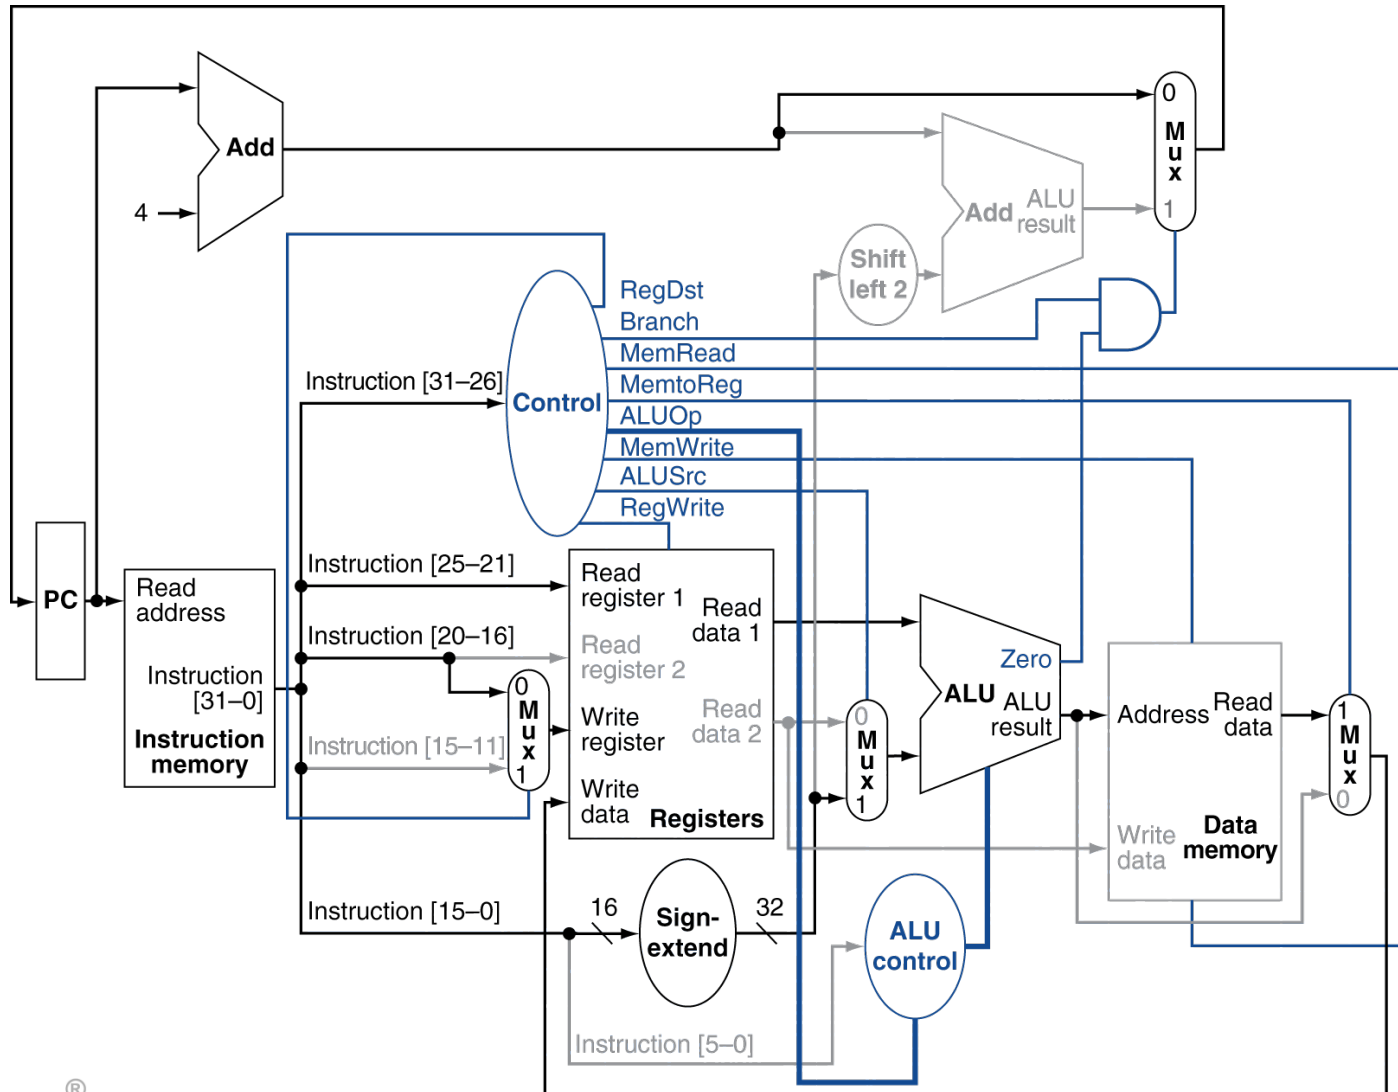 0
M
u
x
1
Add
4
Add
ALU
result
Shift
left 2
RegDst
Branch
MemRead
MemtoReg
ALUOp
MemWrite
ALUSrc
RegWrite
Instruction [31–26]
Control
PC
Read
address
Instruction
[31–0]
Instruction
memory
Instruction [25–21]
Instruction [20–16]
Instruction [15–11]
0
M
u
x
1
Read
register 1
Read
register 2
Write
register
Write
data
Read
data 1
Read
data 2
Registers
0
M
u
x
1
Zero
ALU
ALU
result
Address
Read
data
Write
data
Data
memory
1
M
u
x
0
Instruction [15–0]
16
Sign-
extend
32
ALU
control
Instruction [5–0]
®